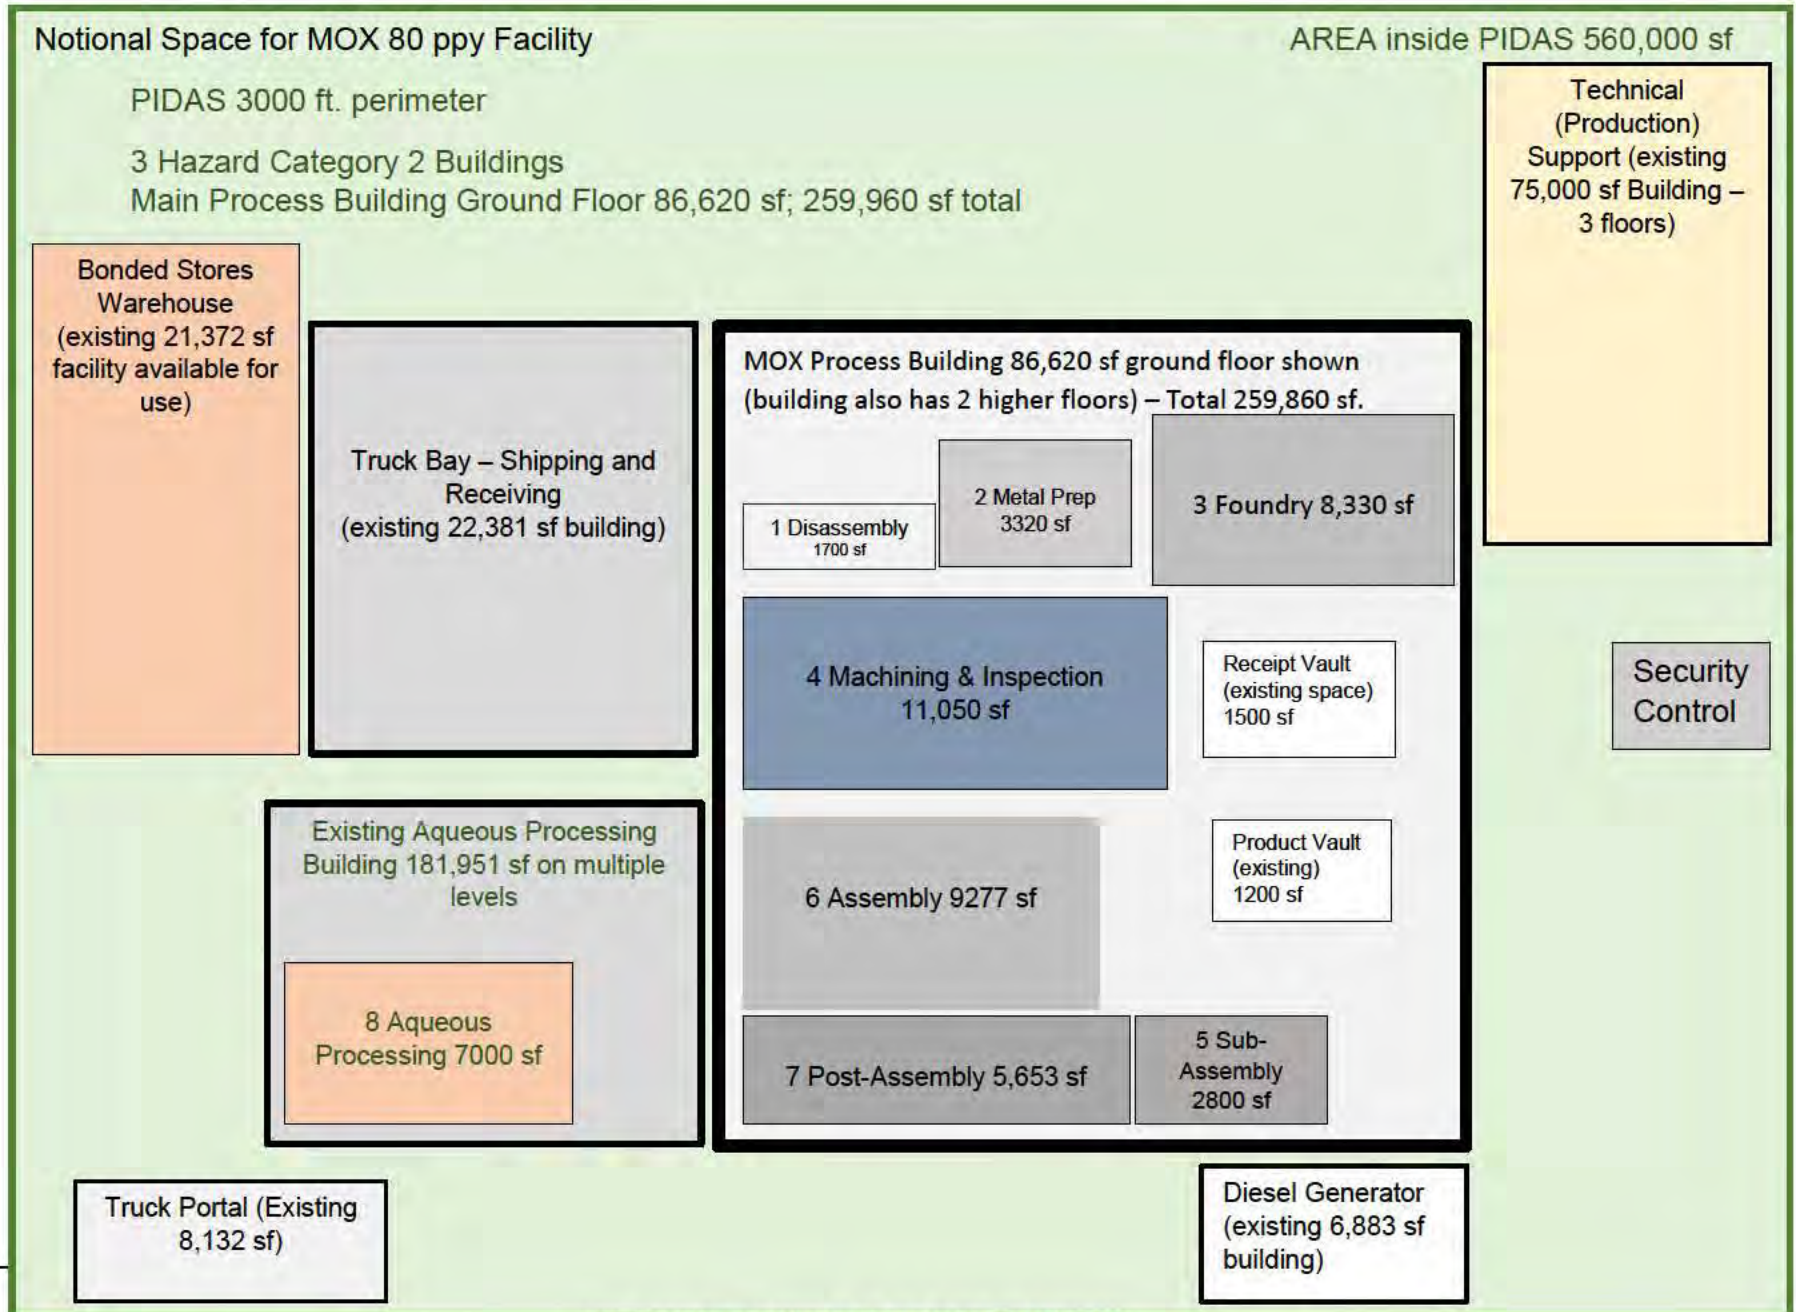 Notional Space for MOX 80 ppy Facility
AREA inside PIDAS 560,000 sf
PIDAS 3000 ft. perimeter
3 Hazard Category 2 Buildings
Main Process Building Ground Floor 86,620 sf; 259,960 sf total
Technical
(Production)
Support (existing
75,000 sf Building –
3 floors)
Bonded Stores
Warehouse
(existing 21,372 sf
facility available for
use)
Truck Bay – Shipping and
Receiving
(existing 22,381 sf building)
MOX Process Building 86,620 sf ground floor shown
(building also has 2 higher floors) – Total 259,860 sf.
1 Disassembly
1700 sf
2 Metal Prep
3320 sf
3 Foundry 8,330 sf
4 Machining & Inspection
11,050 sf
Receipt Vault
(existing space)
1500 sf
Security
Control
Existing Aqueous Processing
Building 181,951 sf on multiple
levels
8 Aqueous
Processing 7000 sf
6 Assembly 9277 sf
Product Vault
(existing)
1200 sf
7 Post-Assembly 5,653 sf
5 Sub-
Assembly
2800 sf
Truck Portal (Existing
8,132 sf)
Diesel Generator
(existing 6,883 sf
building)